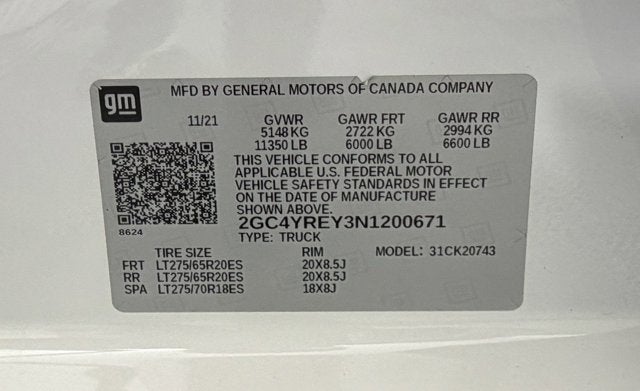 gm
MFD BY GENERAL MOTORS OF CANADA COMPANY
11/21 GVWR GAWR FRT GAWR RR
5148 KG 2722 KG 2994 KG
11350 LB 6000 LB 6600 LB
THIS VEHICLE CONFORMS TO ALL
APPLICABLE U.S. FEDERAL MOTOR
VEHICLE SAFETY STANDARDS IN EFFECT
ON THE DATE OF MANUFACTURE
SHOWN ABOVE.
8624
2GC4YREY3N1200671
TYPE: TRUCK
TIRE SIZE RIM MODEL: 31CK20743
FRT LT275/65R20ES 20X8.5J
RR LT275/65R20ES 20X8.5J
SPA LT275/70R18ES 18X8J